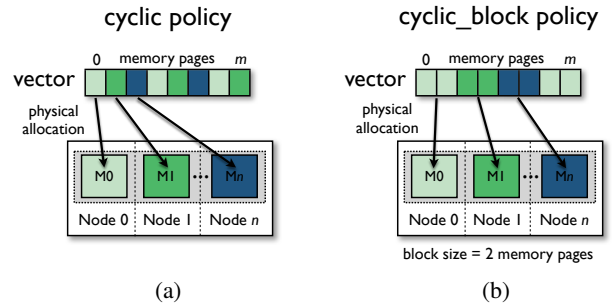 cyclic policy
0 memory pages m
vector
physical
allocation
M0 M1 ... Mn
Node 0 Node 1 Node n
(a)
cyclic_block policy
0 memory pages m
vector
physical
allocation
M0 M1 ... Mn
Node 0 Node 1 Node n
block size = 2 memory pages
(b)